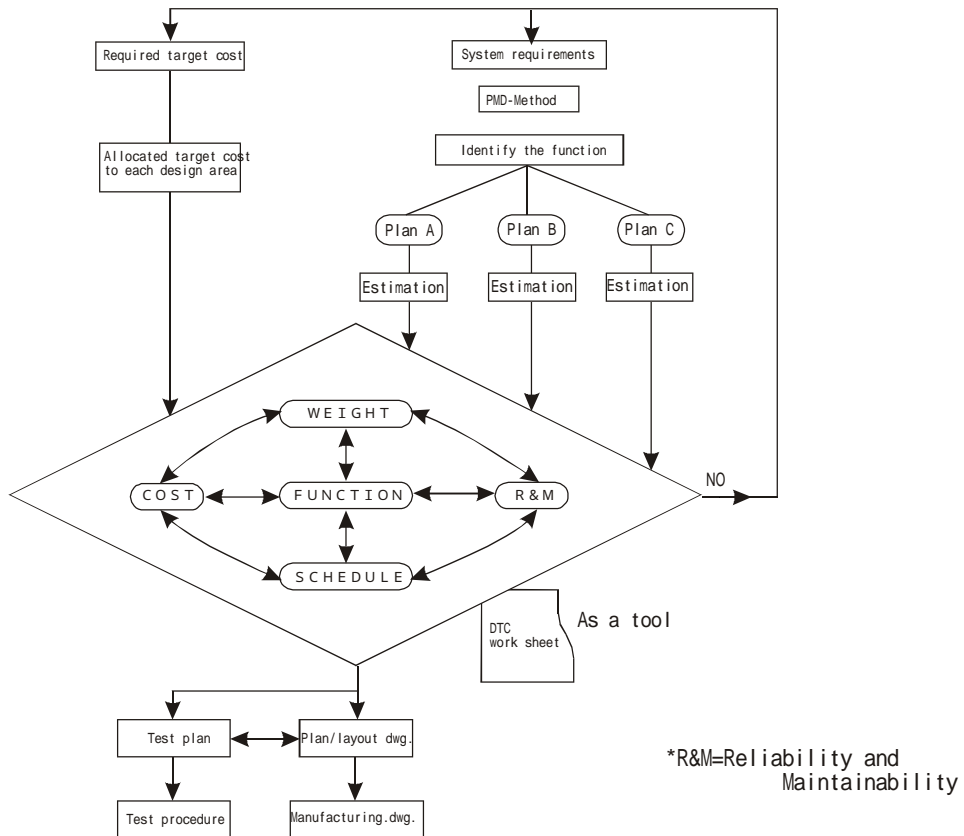 Required target cost
System requirements
PMD-Method
Identify the function
Allocated target cost
to each design area
Plan A
Plan B
Plan C
Estimation
Estimation
Estimation
WEIGHT
COST
FUNCTION
R&M
SCHEDULE
NO
DTC
work sheet
As a tool
Test plan
Plan/layout dwg.
Test procedure
Manufacturing.dwg.
*R&M=Reliability and
Maintainability